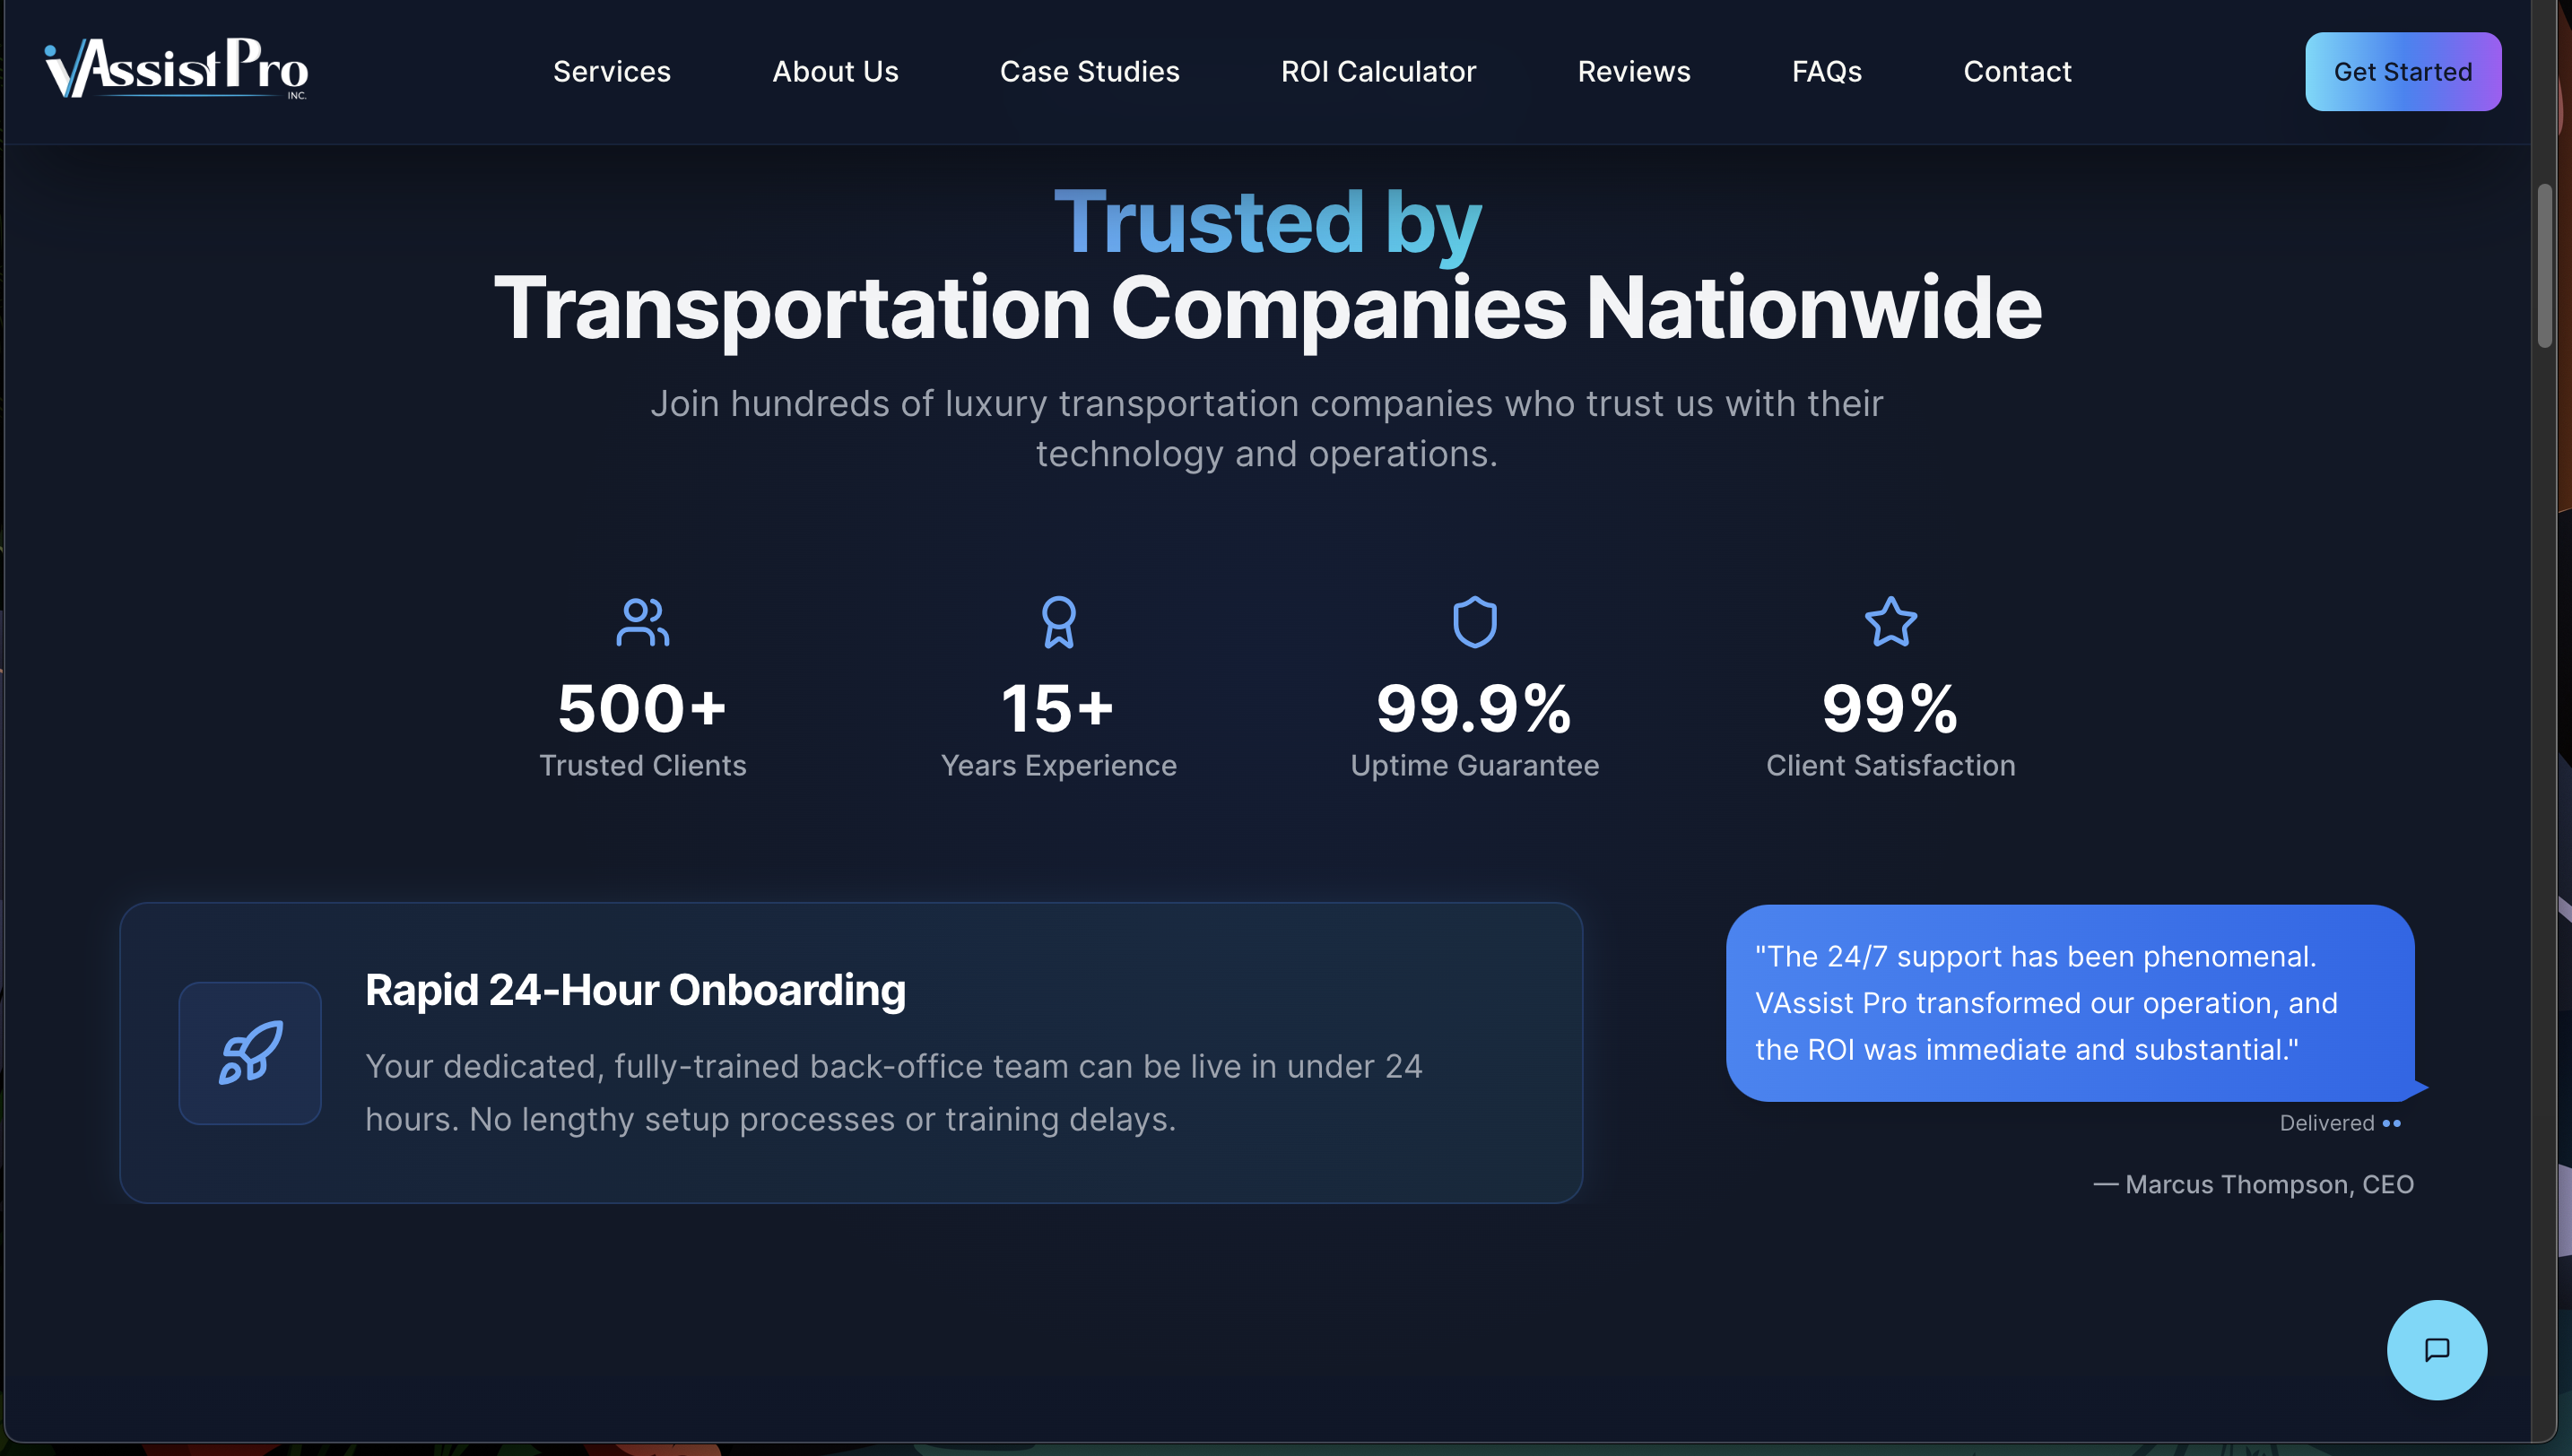 VAssist Pro
INC.
Services
About Us
Case Studies
ROI Calculator
Reviews
FAQs
Contact
Get Started
Trusted by
Transportation Companies Nationwide
Join hundreds of luxury transportation companies who trust us with their
technology and operations.
500+
Trusted Clients
15+
Years Experience
99.9%
Uptime Guarantee
99%
Client Satisfaction
Rapid 24-Hour Onboarding
Your dedicated, fully-trained back-office team can be live in under 24
hours. No lengthy setup processes or training delays.
"The 24/7 support has been phenomenal.
VAssist Pro transformed our operation, and
the ROI was immediate and substantial."
Delivered
— Marcus Thompson, CEO